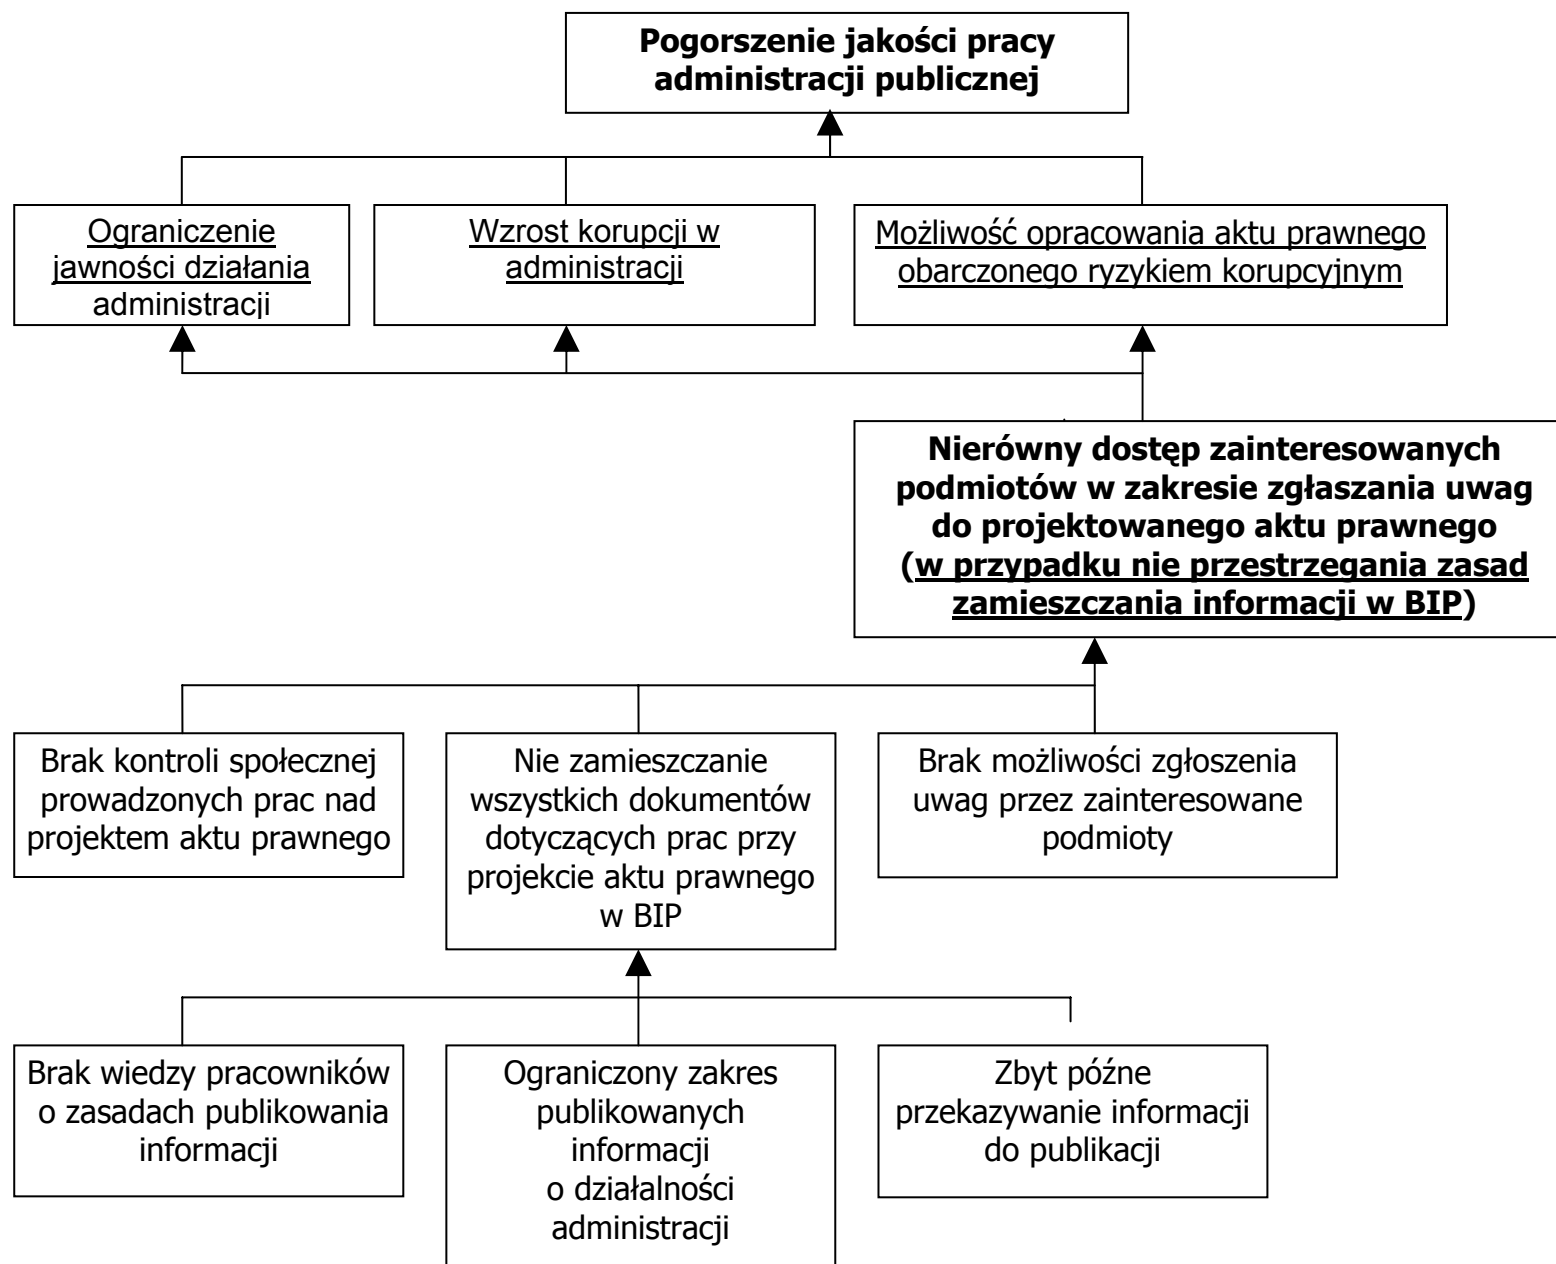 Pogorszenie jakości pracy
administracji publicznej
Ograniczenie
jawności działania
administracji
Wzrost korupcji w
administracji
Możliwość opracowania aktu prawnego
obarczonego ryzykiem korupcyjnym
Nierówny dostęp zainteresowanych
podmiotów w zakresie zgłaszania uwag
do projektowanego aktu prawnego
(w przypadku nie przestrzegania zasad
zamieszczania informacji w BIP)
Brak kontroli społecznej
prowadzonych prac nad
projektem aktu prawnego
Nie zamieszczanie
wszystkich dokumentów
dotyczących prac przy
projekcie aktu prawnego
w BIP
Brak możliwości zgłoszenia
uwag przez zainteresowane
podmioty
Brak wiedzy pracowników
o zasadach publikowania
informacji
Ograniczony zakres
publikowanych
informacji
o działalności
administracji
Zbyt późne
przekazywanie informacji
do publikacji